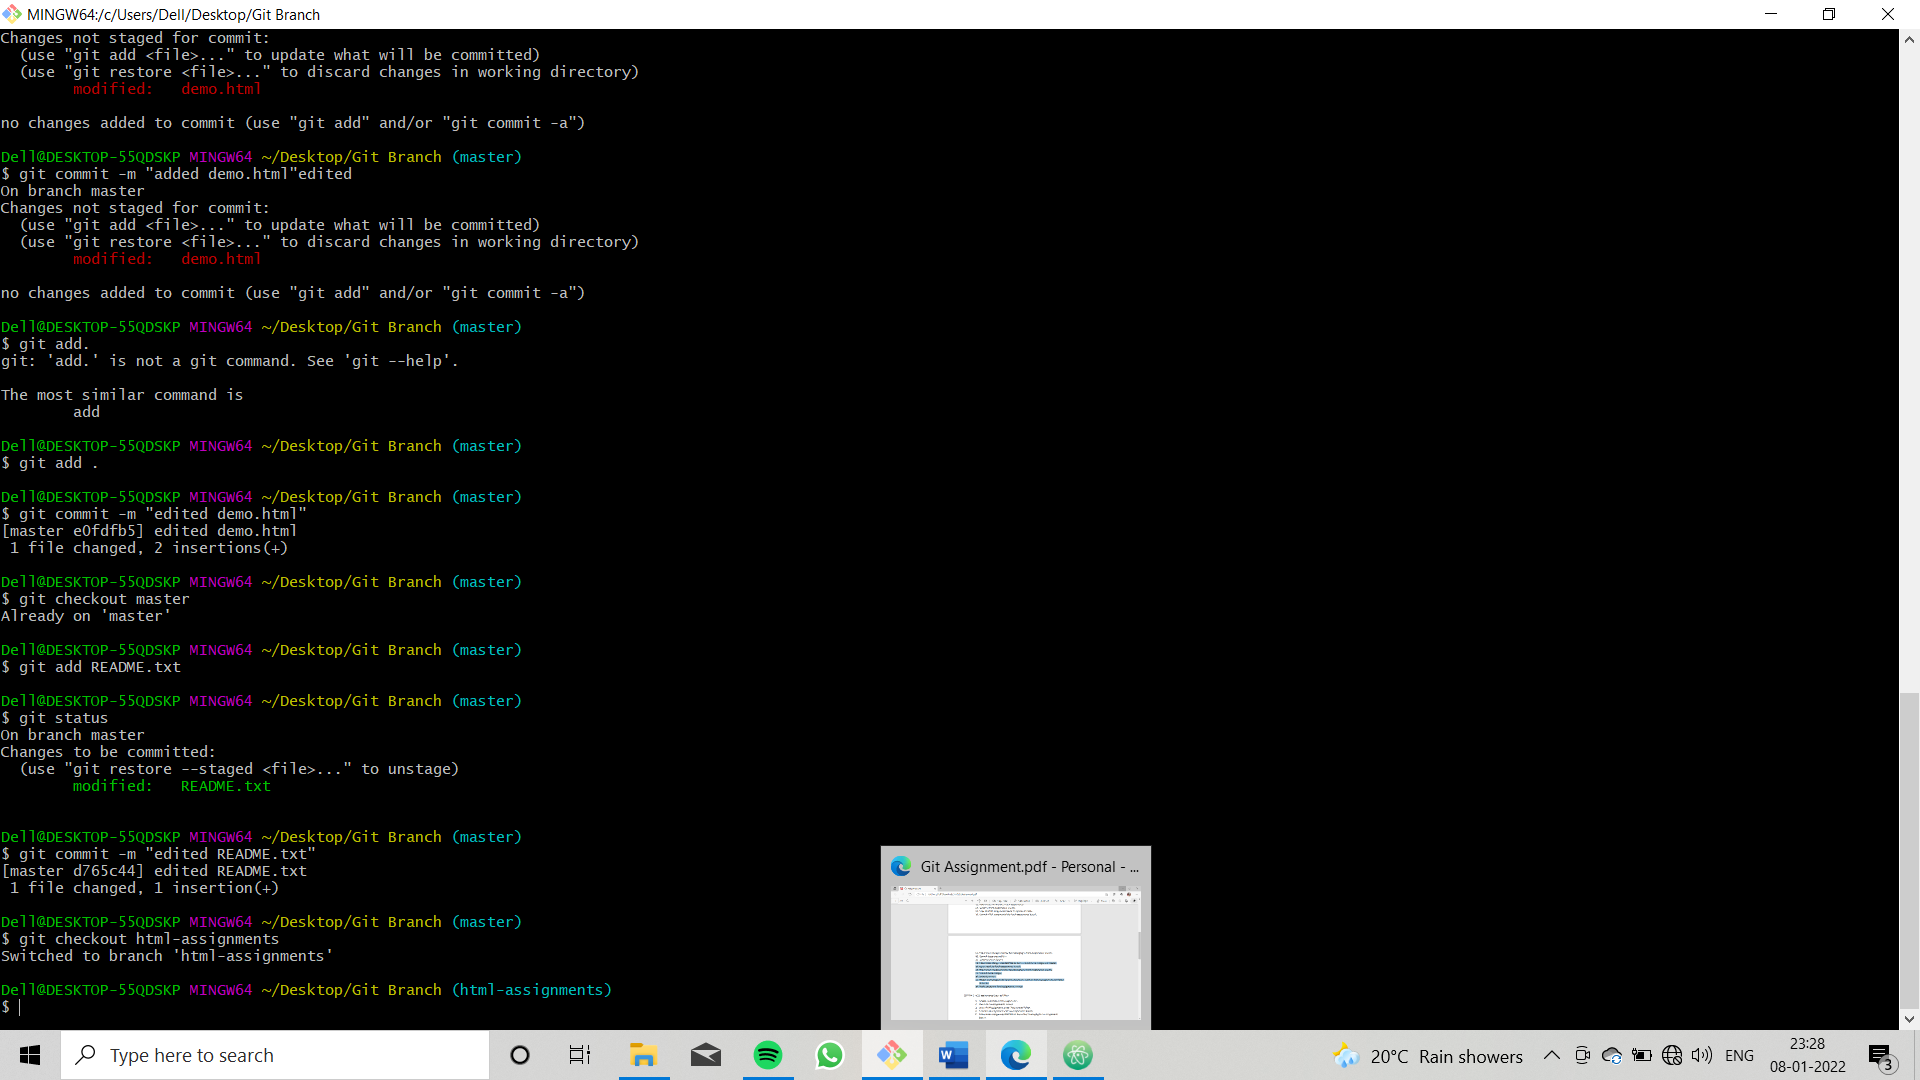 MINGW64:/c/Users/Dell/Desktop/Git Branch
Changes not staged for commit:
  (use "git add <file>..." to update what will be committed)
  (use "git restore <file>..." to discard changes in working directory)
        modified:   demo.html

no changes added to commit (use "git add" and/or "git commit -a")

Dell@DESKTOP-55QDSKP MINGW64 ~/Desktop/Git Branch (master)
$ git commit -m "added demo.html"edited
On branch master
Changes not staged for commit:
  (use "git add <file>..." to update what will be committed)
  (use "git restore <file>..." to discard changes in working directory)
        modified:   demo.html

no changes added to commit (use "git add" and/or "git commit -a")

Dell@DESKTOP-55QDSKP MINGW64 ~/Desktop/Git Branch (master)
$ git add.
git: 'add.' is not a git command. See 'git --help'.

The most similar command is
        add

Dell@DESKTOP-55QDSKP MINGW64 ~/Desktop/Git Branch (master)
$ git add .

Dell@DESKTOP-55QDSKP MINGW64 ~/Desktop/Git Branch (master)
$ git commit -m "edited demo.html"
[master e0fdfb5] edited demo.html
 1 file changed, 2 insertions(+)

Dell@DESKTOP-55QDSKP MINGW64 ~/Desktop/Git Branch (master)
$ git checkout master
Already on 'master'

Dell@DESKTOP-55QDSKP MINGW64 ~/Desktop/Git Branch (master)
$ git add README.txt

Dell@DESKTOP-55QDSKP MINGW64 ~/Desktop/Git Branch (master)
$ git status
On branch master
Changes to be committed:
  (use "git restore --staged <file>..." to unstage)
        modified:   README.txt

Dell@DESKTOP-55QDSKP MINGW64 ~/Desktop/Git Branch (master)
$ git commit -m "edited README.txt"
[master d765c44] edited README.txt
 1 file changed, 1 insertion(+)

Dell@DESKTOP-55QDSKP MINGW64 ~/Desktop/Git Branch (master)
$ git checkout html-assignments
Switched to branch 'html-assignments'

Dell@DESKTOP-55QDSKP MINGW64 ~/Desktop/Git Branch (html-assignments)
$
Git Assignment.pdf - Personal - ...
Type here to search
20°C Rain showers
ENG
23:28
08-01-2022
3